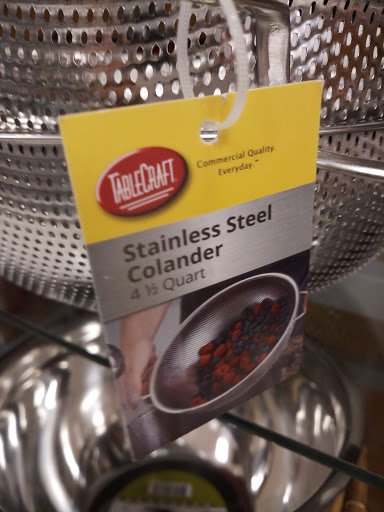 TABLECRAFT
Commercial Quality.
Everyday.™
Stainless Steel
Colander
4 ½ Quart